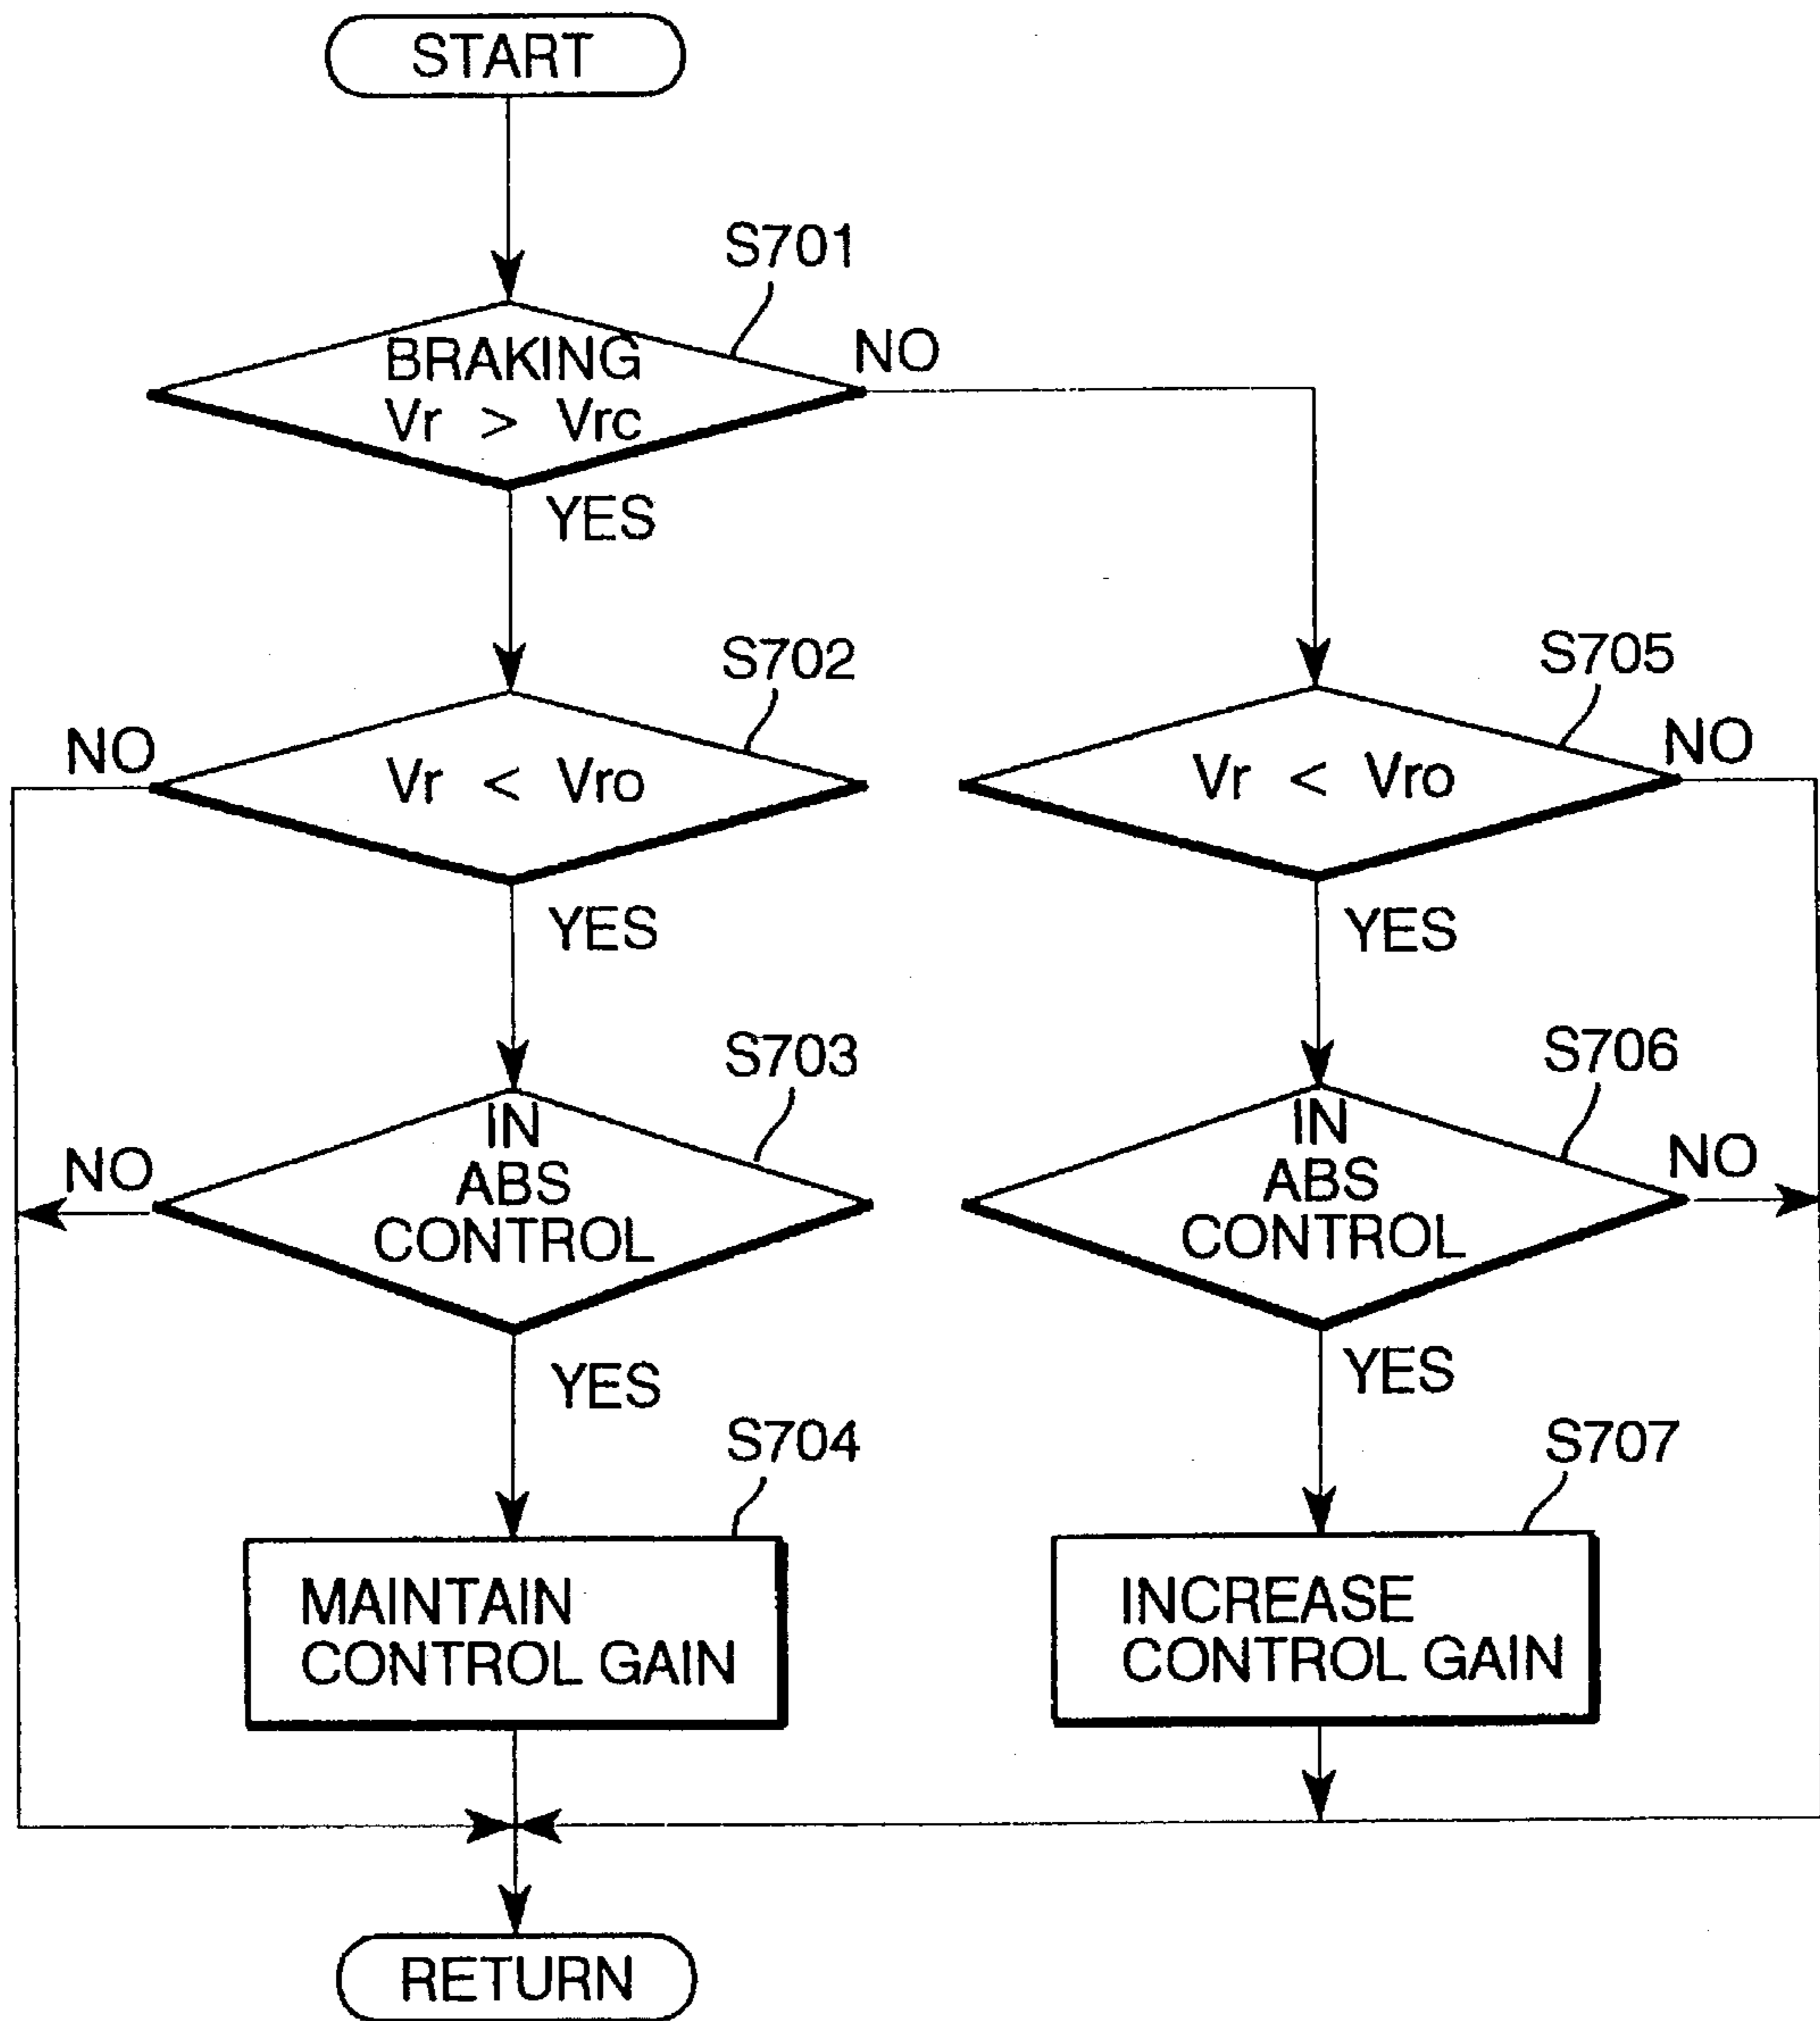 START
S701
BRAKING
Vr > Vrc
NO
YES
S702
NO
Vr < Vro
YES
S705
Vr < Vro
NO
YES
S703
NO
IN
ABS
CONTROL
YES
S706
IN
ABS
CONTROL
NO
YES
S704
MAINTAIN
CONTROL GAIN
S707
INCREASE
CONTROL GAIN
RETURN